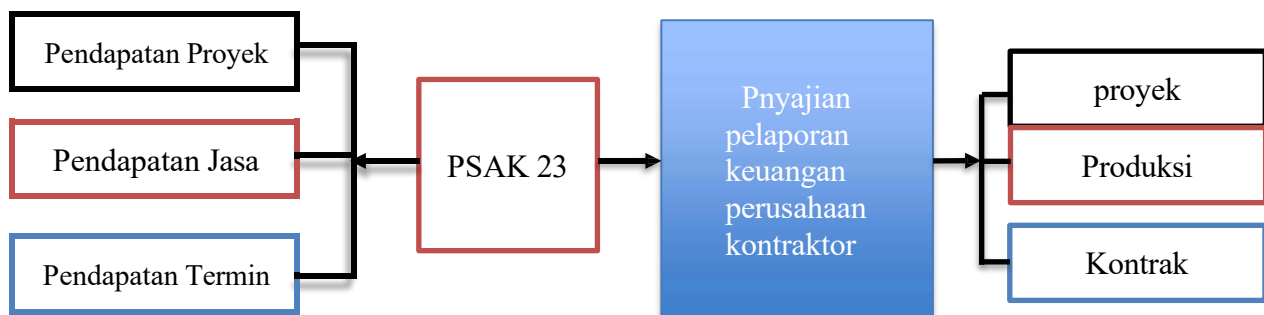 Pendapatan Proyek
Pendapatan Jasa
Pendapatan Termin
PSAK 23
Pnyajian
pelaporan
keuangan
perusahaan
kontraktor
proyek
Produksi
Kontrak